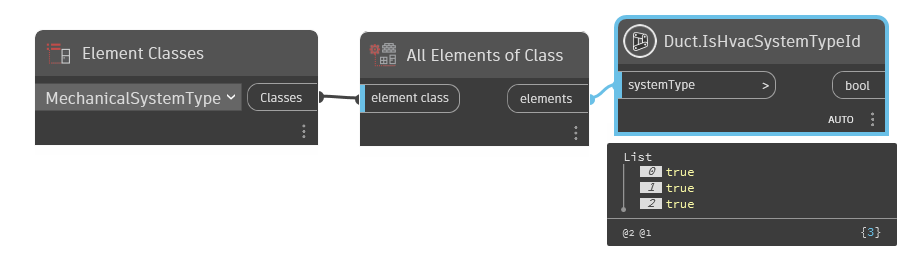 Element Classes
MechanicalSystemType
Classes
All Elements of Class
element class
elements
Duct.IsHvacSystemTypeId
systemType >
bool
AUTO
List
0 true
1 true
2 true
@2 @1
{3}